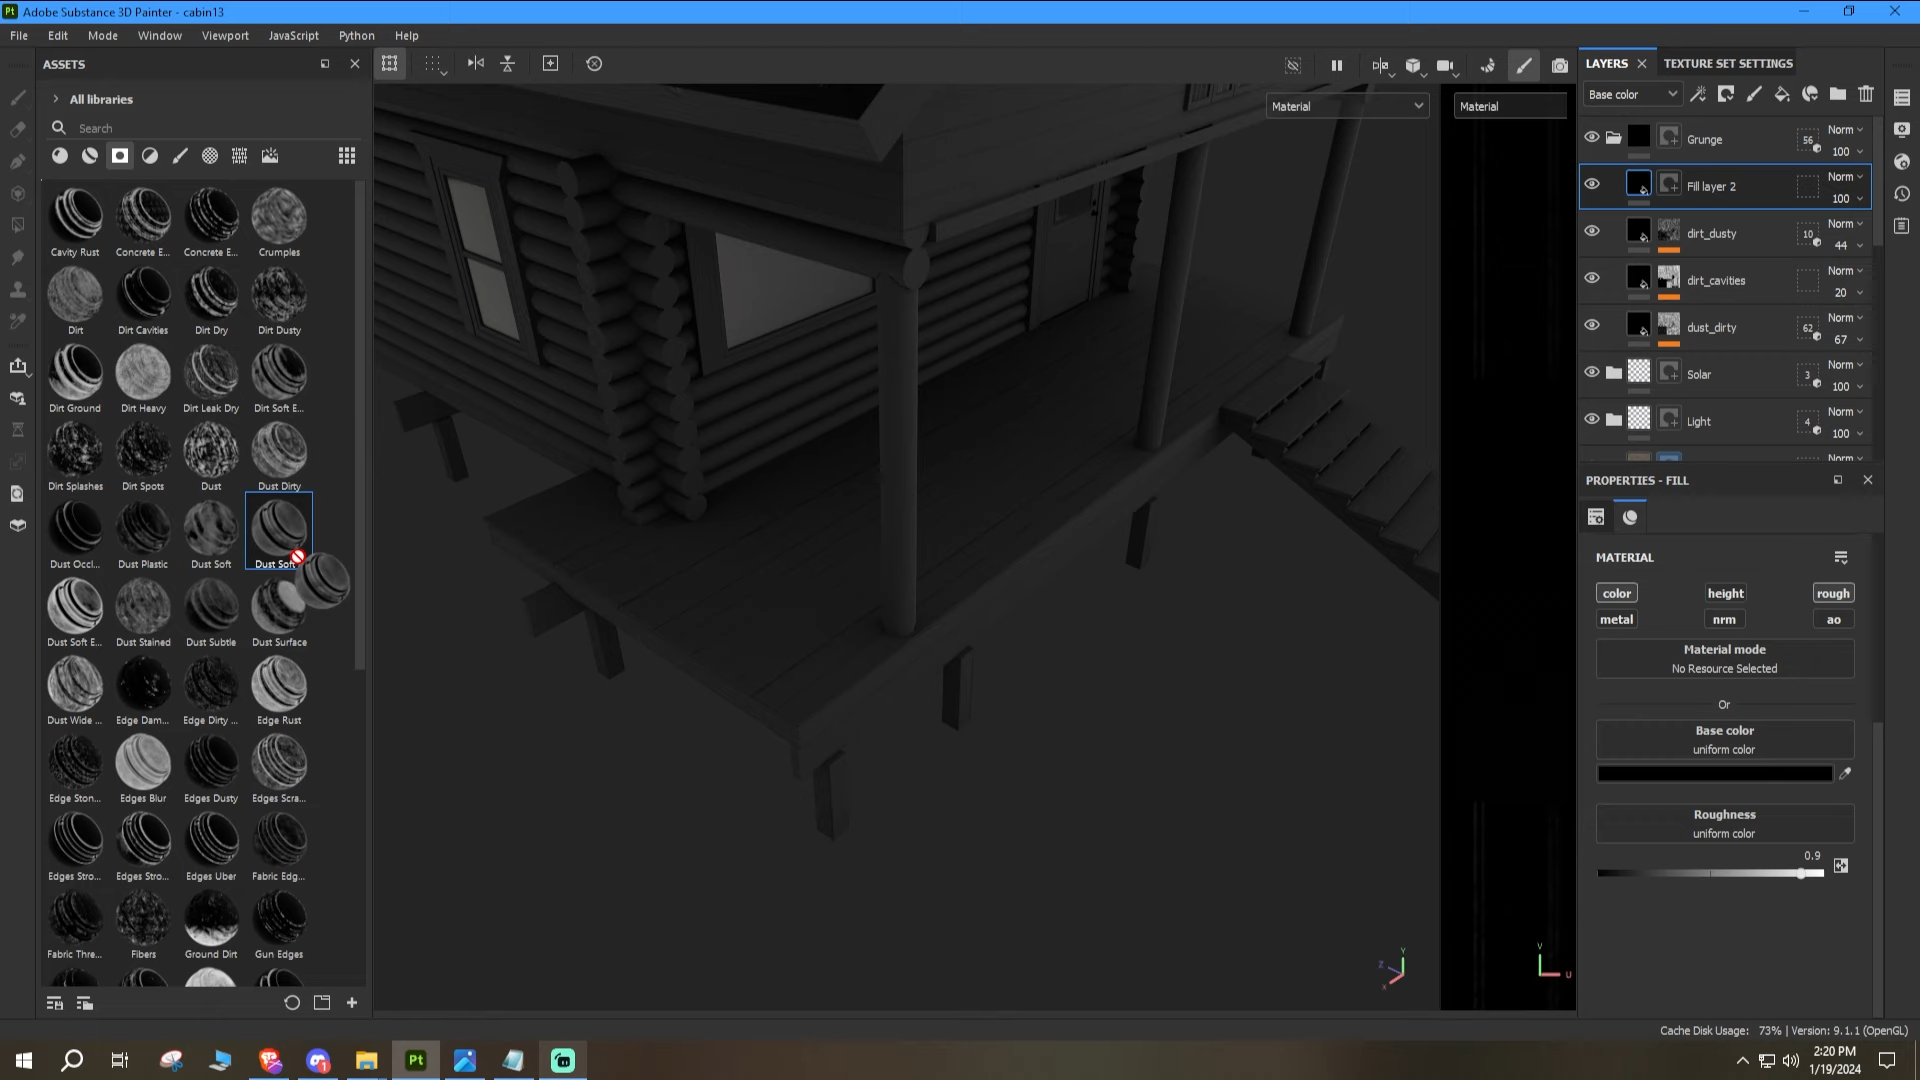 Pt Adobe Substance 3D Painter - cabin13
File Edit Mode Window Viewport JavaScript Python Help
ASSETS
All libraries
Search
Cavity Rust Concrete E... Concrete E... Crumples
Dirt Dirt Cavities Dirt Dry Dirt Dusty
Dirt Ground Dirt Heavy Dirt Leak Dry Dirt Soft E...
Dirt Splashes Dirt Spots Dust Dust Dirty
Dust Occl... Dust Plastic Dust Soft Dust Soft
Dust Soft E... Dust Stained Dust Subtle Dust Surface
Dust Wide ... Edge Dam... Edge Dirty ... Edge Rust
Edge Ston... Edges Blur Edges Dusty Edges Scra...
Edges Stro... Edges Stro... Edges Uber Fabric Edg...
Fabric Thre... Fibers Ground Dirt Gun Edges
Material
Material
Y
Z
X
V
U
LAYERS TEXTURE SET SETTINGS
Base color
Grunge 56 Norm
100
Fill layer 2 Norm
100
dirt_dusty 10 Norm
44
dirt_cavities Norm
20
dust_dirty 62 Norm
67
Solar 3 Norm
100
Light 4 Norm
100
Norm
PROPERTIES - FILL
MATERIAL
color height rough
metal nrm ao
Material mode
No Resource Selected
Or
Base color
uniform color
Roughness
uniform color
0.9
Cache Disk Usage: 73% | Version: 9.1.1 (OpenGL)
1
Pt
2:20 PM
1/19/2024